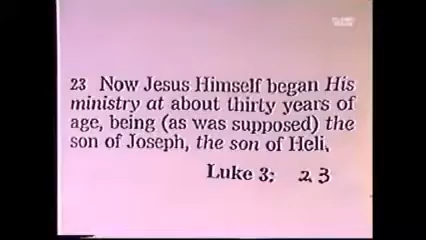 23 Now Jesus Himself began His
ministry at about thirty years of
age, being (as was supposed) the
son of Joseph, the son of Heli,
Luke 3: 23